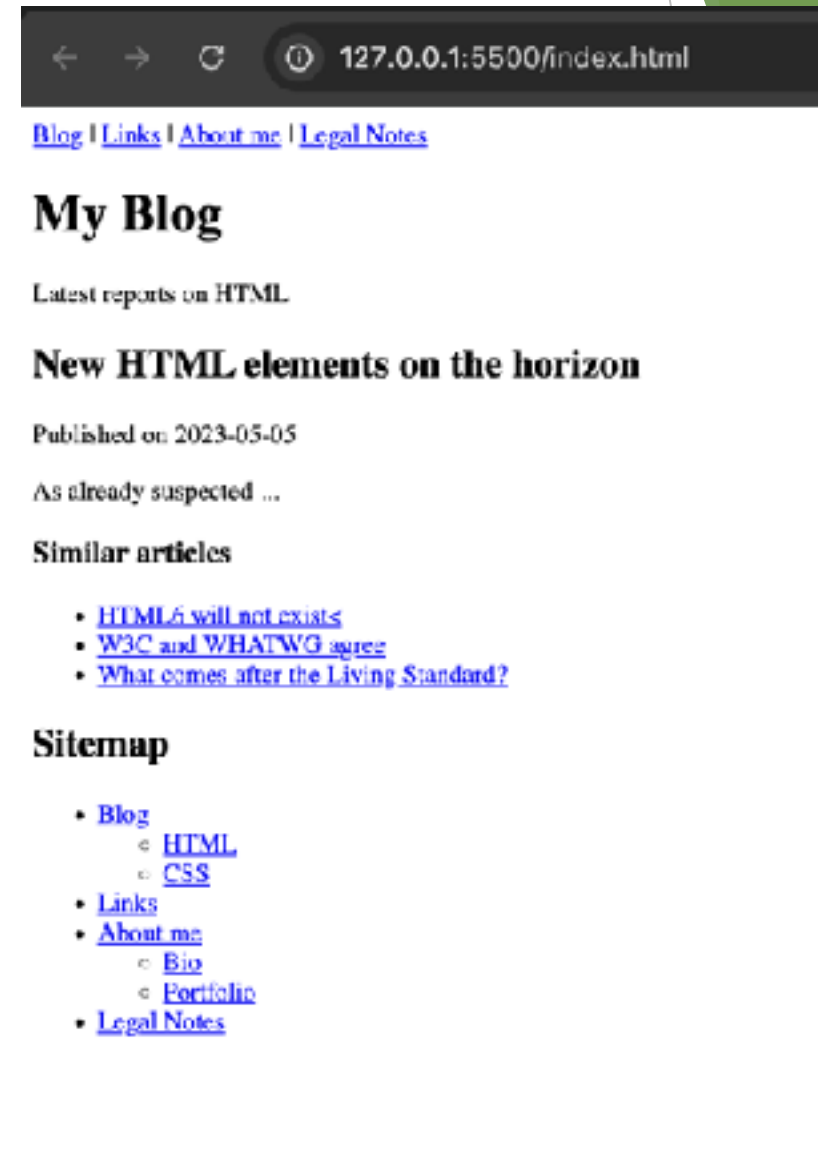 127.0.0.1:5500/index.html
Blog | Links | About me | Legal Notes
My Blog
Latest reports on HTML
New HTML elements on the horizon
Published on 2023-05-05
As already suspected ...
Similar articles
• HTML6 will not exist<
• W3C and WHATWG agree
• What comes after the Living Standard?
Sitemap
• Blog
◦ HTML
◦ CSS
• Links
• About me
◦ Bio
◦ Portfolio
• Legal Notes